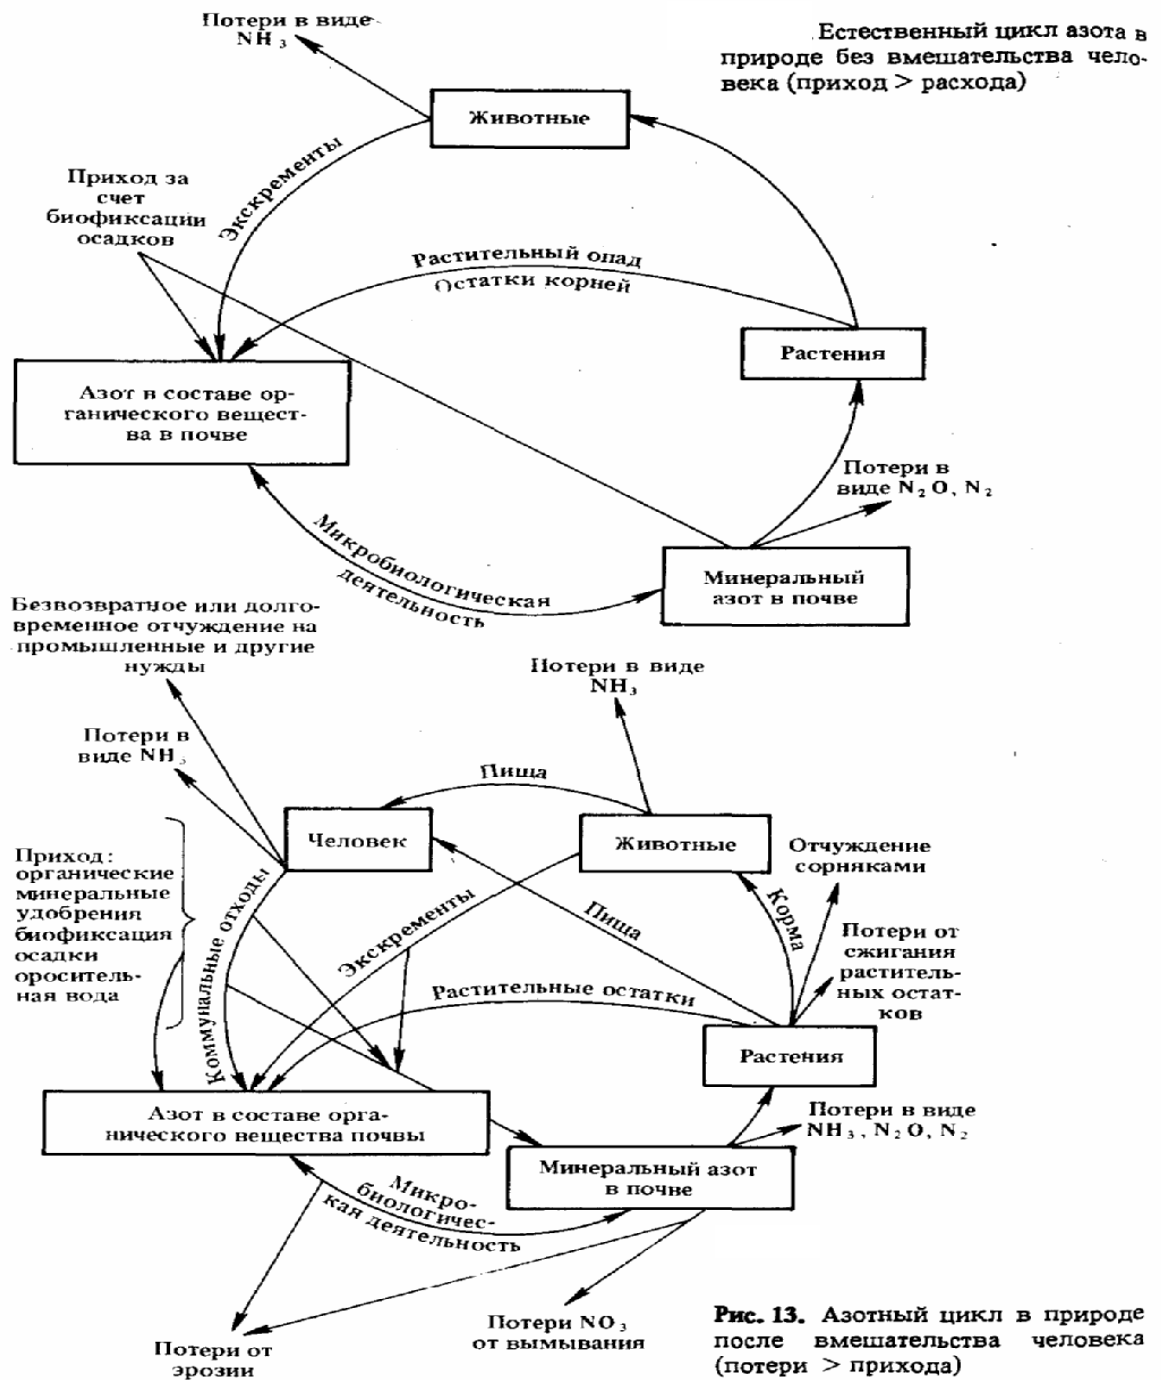 Потери в виде
NH₃
Естественный цикл азота в
природе без вмешательства чело-
века (приход > расхода)
Животные
Экскременты
Приход за
счет
биофиксации
осадков
Растительный опад
Остатки корней
Растения
Азот в составе ор-
ганического вещест-
ва в почве
Потери в
виде N₂O, N₂
Микробиологическая
деятельность
Минеральный
азот в почве
Безвозвратное или долго-
временное отчуждение на
промышленные и другие
нужды
Потери в виде
NH₃
Потери в
виде NH₃
Пища
Человек
Животные
Отчуждение
сорняками
Приход:
органические
минеральные
удобрения
биофиксация
осадки
ороситель-
ная вода
Коммунальные отходы
Экскременты
Пища
Корма
Потери от
сжигания
раститель-
ных остат-
ков
Растительные остатки
Растения
Азот в составе орга-
нического вещества почвы
Потери в виде
NH₃, N₂O, N₂
Минеральный азот
в почве
Микро-
биологичес-
кая деятельность
Потери от
эрозии
Потери NO₃
от вымывания
Рис. 13. Азотный цикл в природе
после вмешательства человека
(потери > прихода)